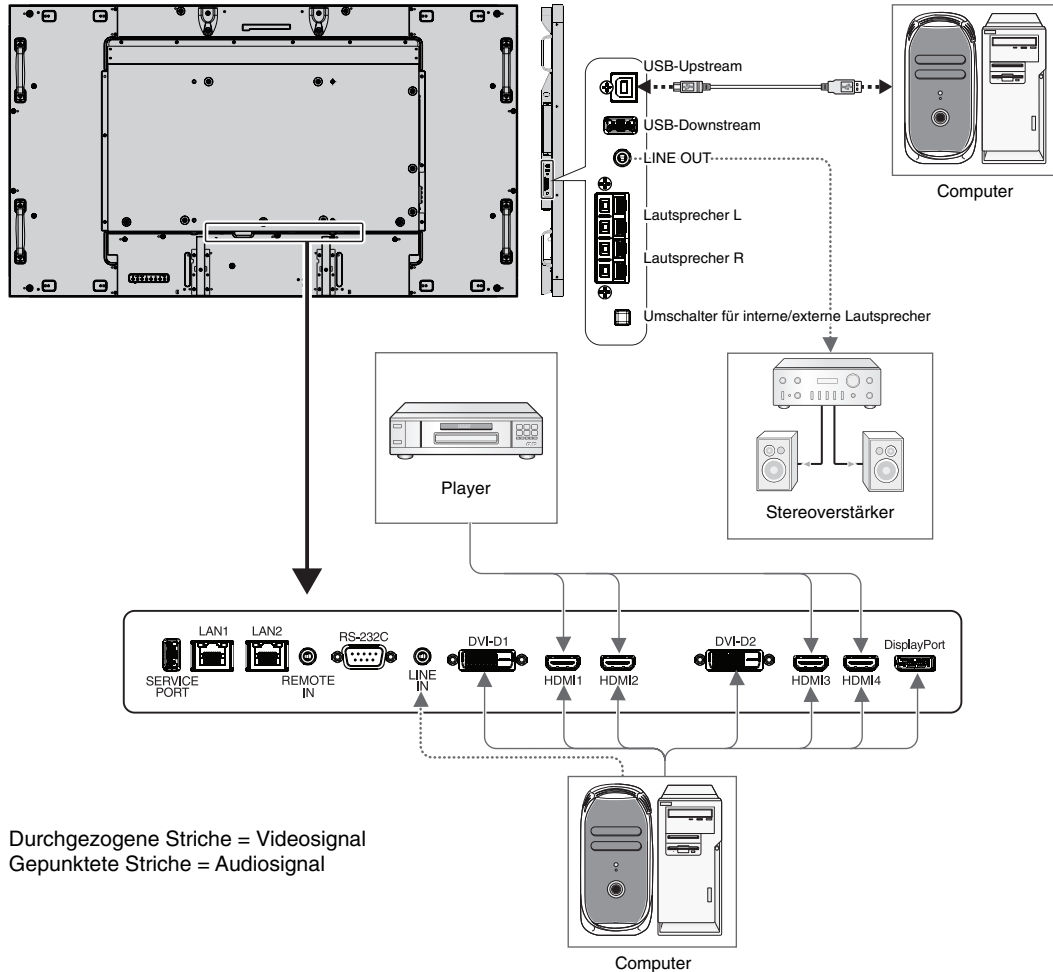 USB-Upstream
USB-Downstream
LINE OUT
Lautsprecher L
Lautsprecher R
Umschalter für interne/externe Lautsprecher
Computer
Player
Stereoverstärker
SERVICE
PORT
LAN1
LAN2
REMOTE
IN
RS-232C
LINE
IN
DVI-D1
HDMI1
HDMI2
DVI-D2
HDMI3
HDMI4
DisplayPort
Durchgezogene Striche = Videosignal
Gepunktete Striche = Audiosignal
Computer